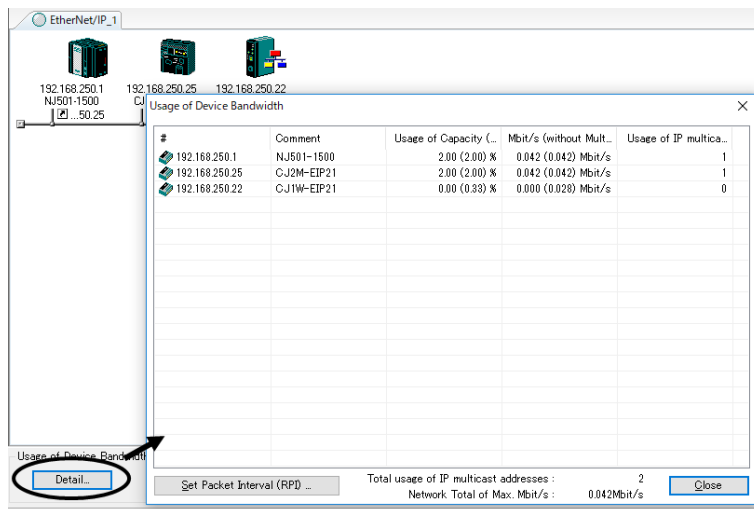 EtherNet/IP_1
192.168.250.1 192.168.250.25 192.168.250.22
NJ501-1500 CJ
...50.25
Usage of Device Bandwidth
# Comment Usage of Capacity (... Mbit/s (without Mult... Usage of IP multica...
192.168.250.1 NJ501-1500 2.00 (2.00) % 0.042 (0.042) Mbit/s 1
192.168.250.25 CJ2M-EIP21 2.00 (2.00) % 0.042 (0.042) Mbit/s 1
192.168.250.22 CJ1W-EIP21 0.00 (0.33) % 0.000 (0.028) Mbit/s 0
Usage of Device Bandwidth
Detail...
Set Packet Interval (RPI) ...
Total usage of IP multicast addresses : 2
Network Total of Max. Mbit/s : 0.042Mbit/s
Close